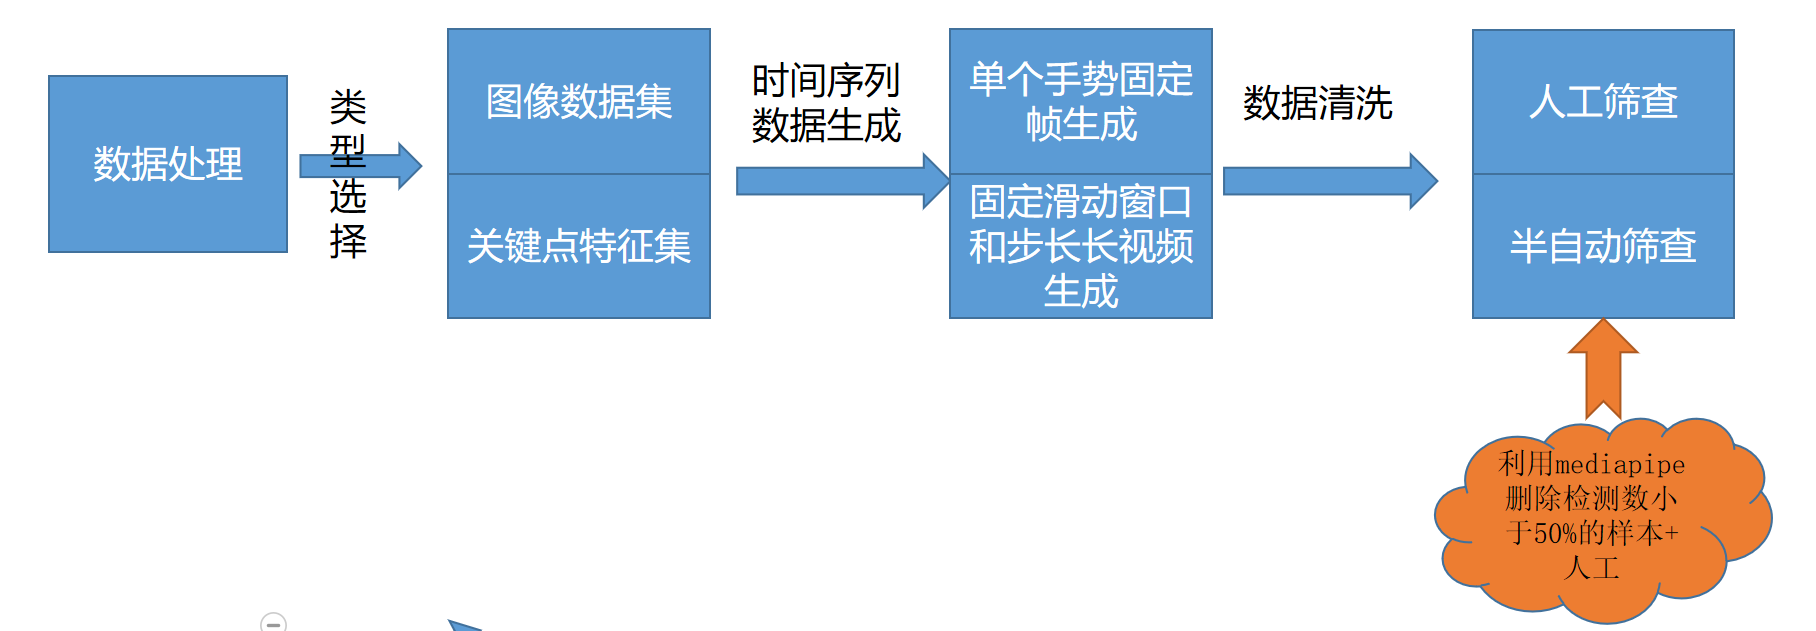 数据处理
类
型
选
择
图像数据集
关键点特征集
时间序列
数据生成
单个手势固定
帧生成
固定滑动窗口
和步长长视频
生成
数据清洗
人工筛查
半自动筛查
利用mediapipe
删除检测数小
于50%的样本+
人工